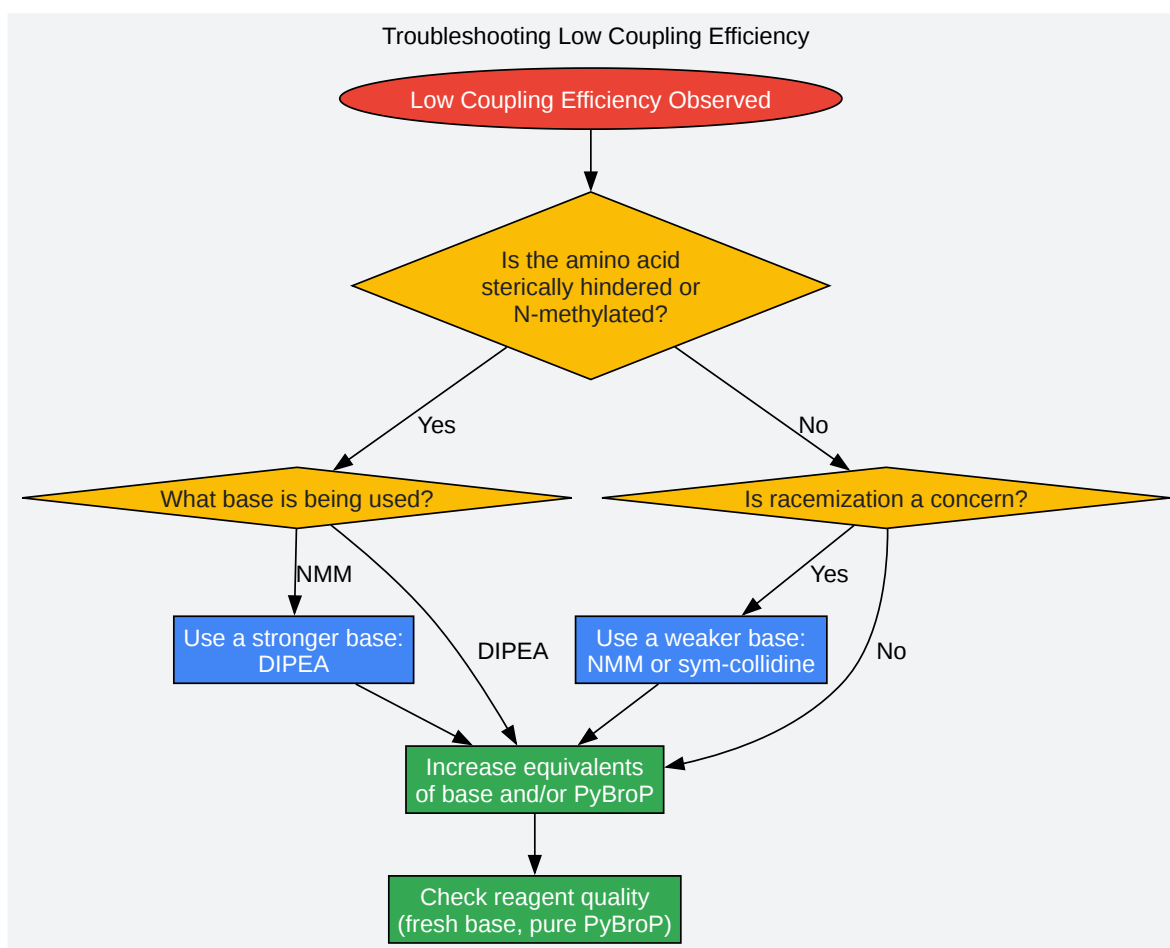 Troubleshooting Low Coupling Efficiency
Low Coupling Efficiency Observed
Is the amino acid
sterically hindered or
N-methylated?
Yes
No
What base is being used?
Is racemization a concern?
NMM
Yes
Use a stronger base:
DIPEA
DIPEA
Use a weaker base:
NMM or sym-collidine
No
Increase equivalents
of base and/or PyBroP
Check reagent quality
(fresh base, pure PyBroP)